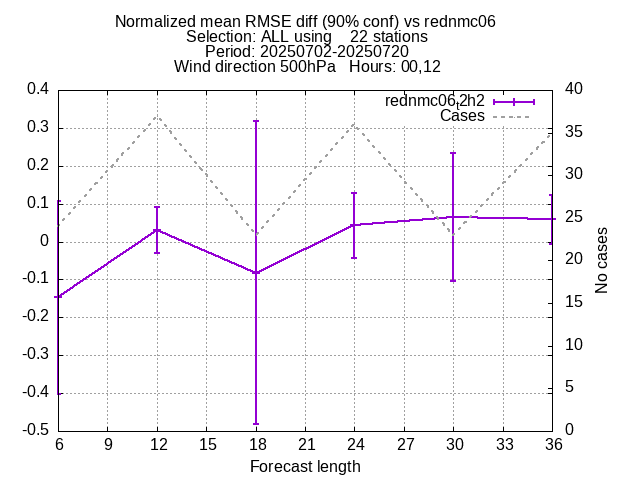 Normalized mean RMSE diff (90% conf) vs rednmc06
Selection: ALL using    22 stations
Period: 20250702-20250720
Wind direction 500hPa   Hours: 00,12
rednmc06,2h2
Cases
0.4
0.3
0.2
0.1
0
-0.1
-0.2
-0.3
-0.4
-0.5
40
35
30
25
20
15
10
5
0
No cases
6 9 12 15 18 21 24 27 30 33 36
Forecast length